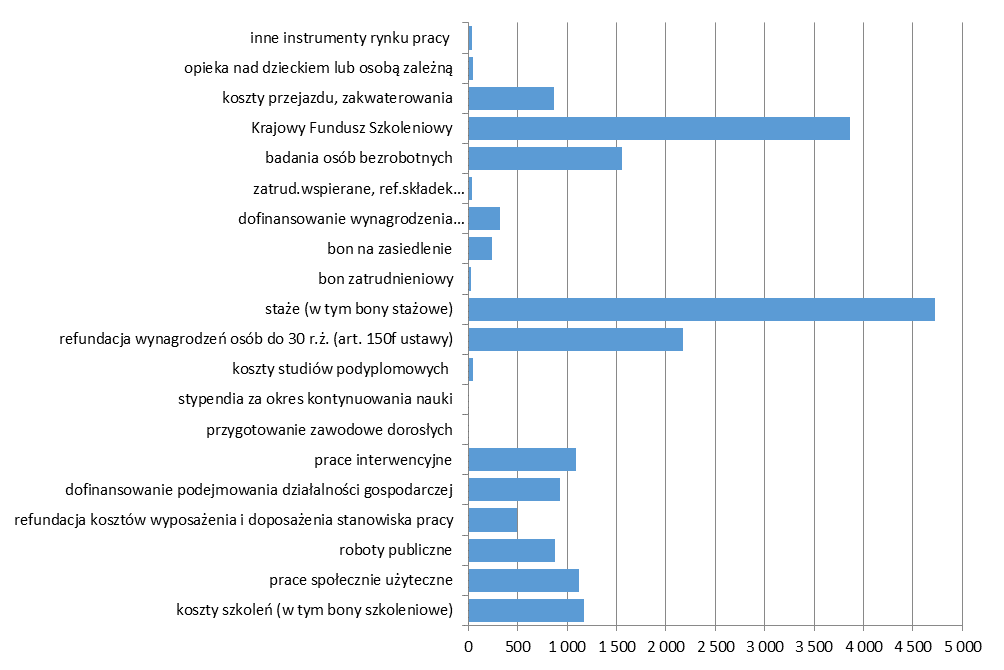 inne instrumenty rynku pracy
opieka nad dzieckiem lub osobą zależną
koszty przejazdu, zakwaterowania
Krajowy Fundusz Szkoleniowy
badania osób bezrobotnych
zatrud.wspierane, ref.składek…
dofinansowanie wynagrodzenia…
bon na zasiedlenie
bon zatrudnieniowy
staże (w tym bony stażowe)
refundacja wynagrodzeń osób do 30 r.ż. (art. 150f ustawy)
koszty studiów podyplomowych
stypendia za okres kontynuowania nauki
przygotowanie zawodowe dorosłych
prace interwencyjne
dofinansowanie podejmowania działalności gospodarczej
refundacja kosztów wyposażenia i doposażenia stanowiska pracy
roboty publiczne
prace społecznie użyteczne
koszty szkoleń (w tym bony szkoleniowe)
0 500 1 000 1 500 2 000 2 500 3 000 3 500 4 000 4 500 5 000